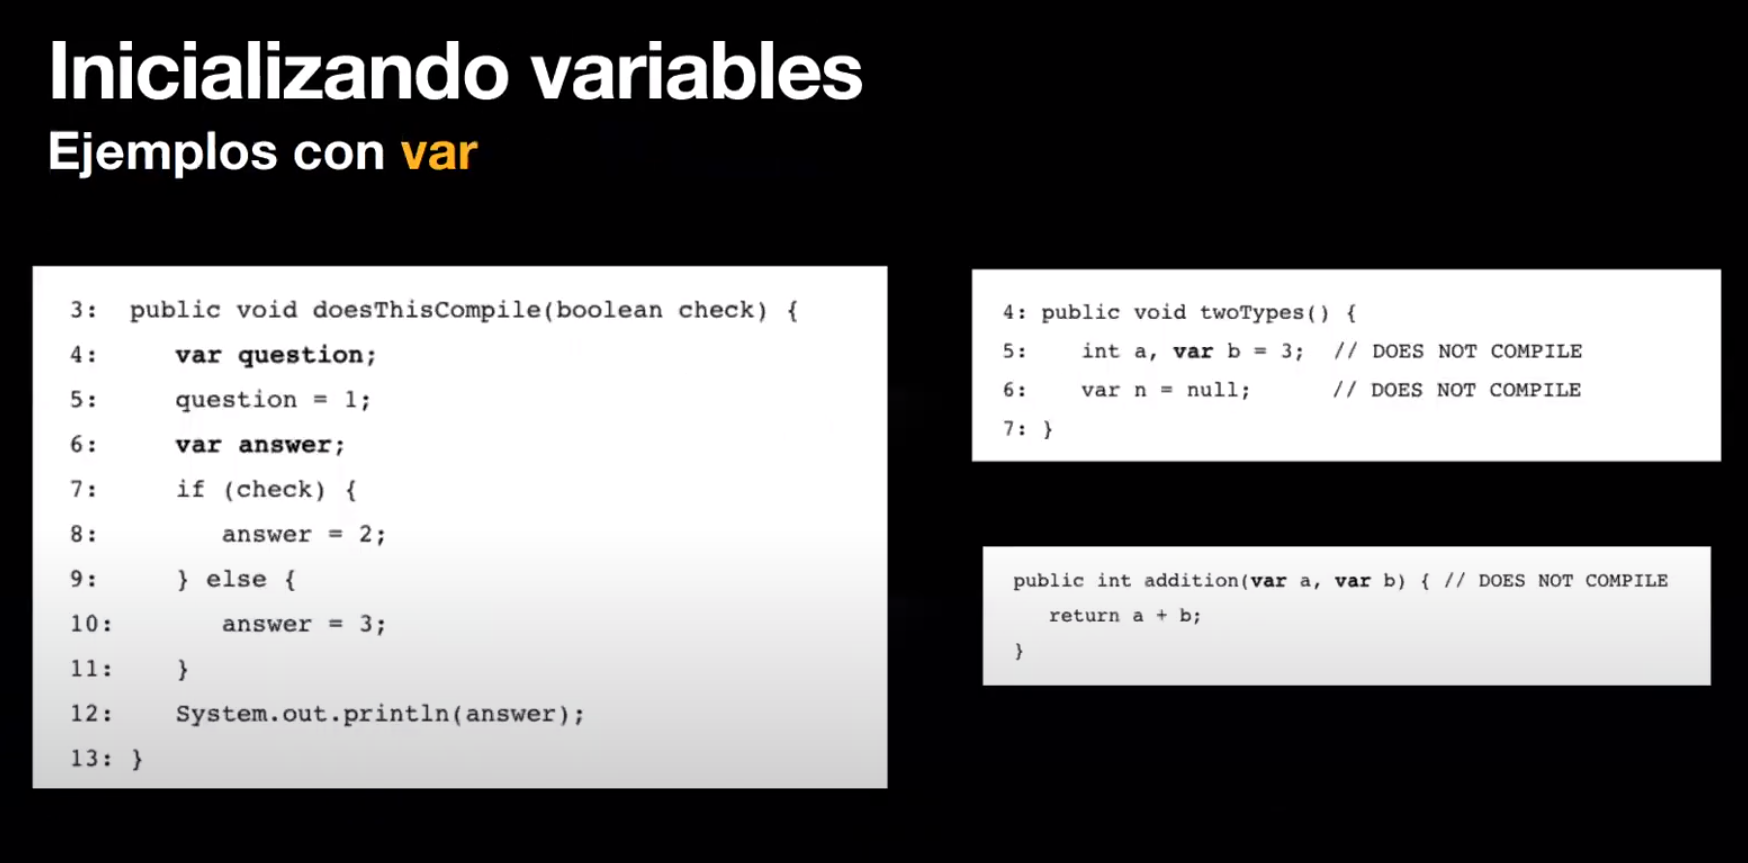 Inicializando variables
Ejemplos con var
3: public void doesThisCompile(boolean check) {
4: var question;
5: question = 1;
6: var answer;
7: if (check) {
8: answer = 2;
9: } else {
10: answer = 3;
11: }
12: System.out.println(answer);
13: }
4: public void twoTypes() {
5: int a, var b = 3; // DOES NOT COMPILE
6: var n = null; // DOES NOT COMPILE
7: }
public int addition(var a, var b) { // DOES NOT COMPILE
return a + b;
}